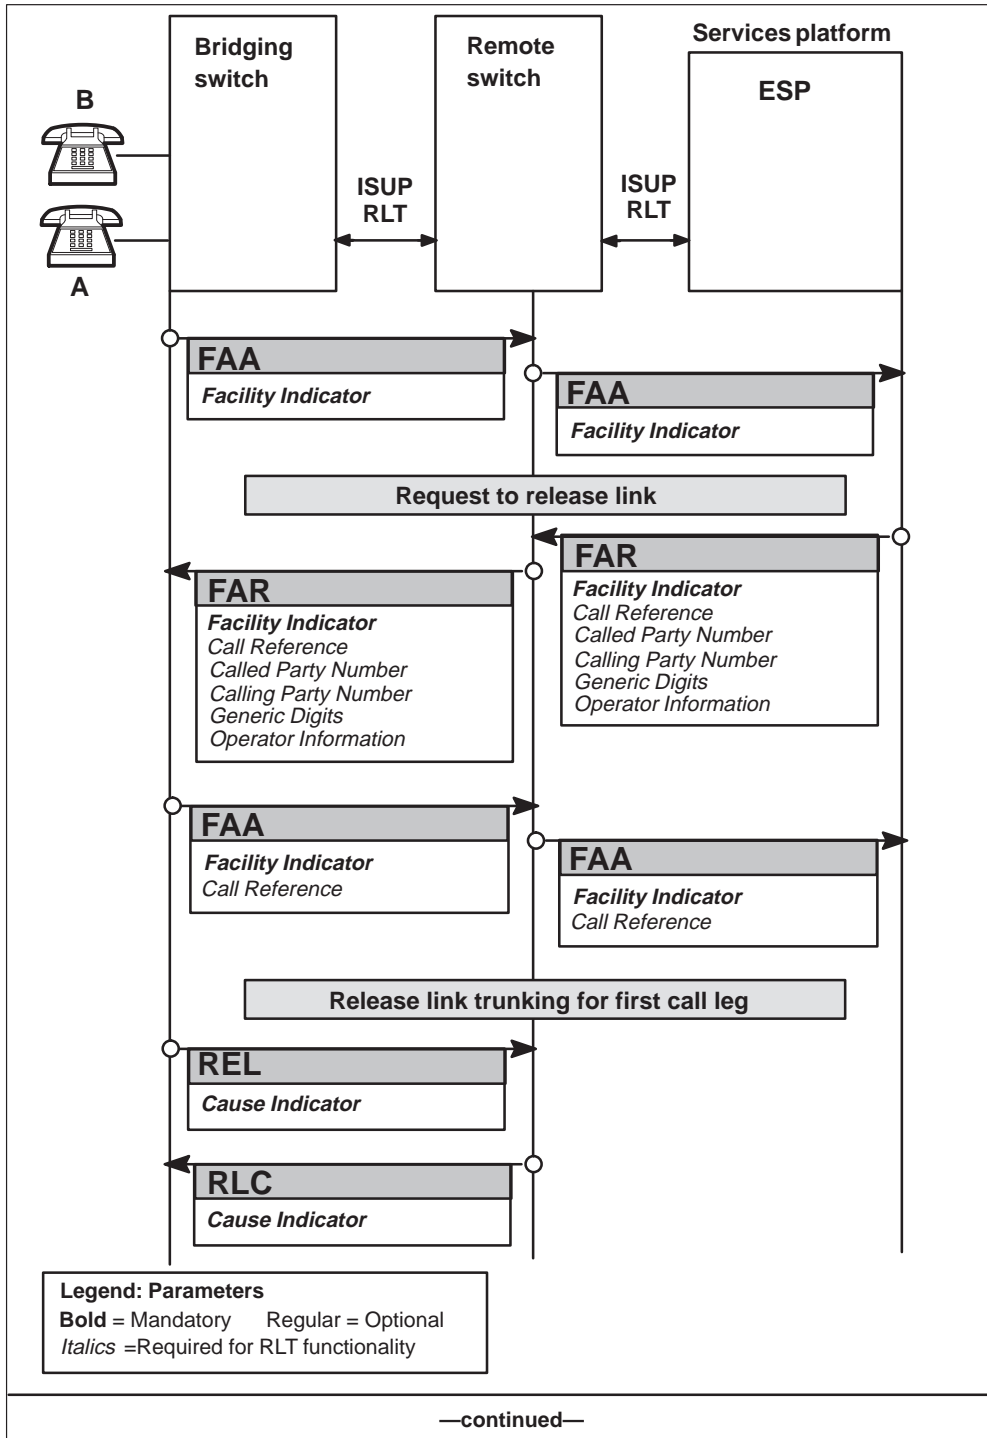 Bridging
switch
Remote
switch
Services platform
ESP
B
A
ISUP
RLT
ISUP
RLT
FAA
Facility Indicator
FAA
Facility Indicator
Request to release link
FAR
Facility Indicator
Call Reference
Called Party Number
Calling Party Number
Generic Digits
Operator Information
FAR
Facility Indicator
Call Reference
Called Party Number
Calling Party Number
Generic Digits
Operator Information
FAA
Facility Indicator
Call Reference
FAA
Facility Indicator
Call Reference
Release link trunking for first call leg
REL
Cause Indicator
RLC
Cause Indicator
Legend: Parameters
Bold = Mandatory Regular = Optional
Italics =Required for RLT functionality
—continued—